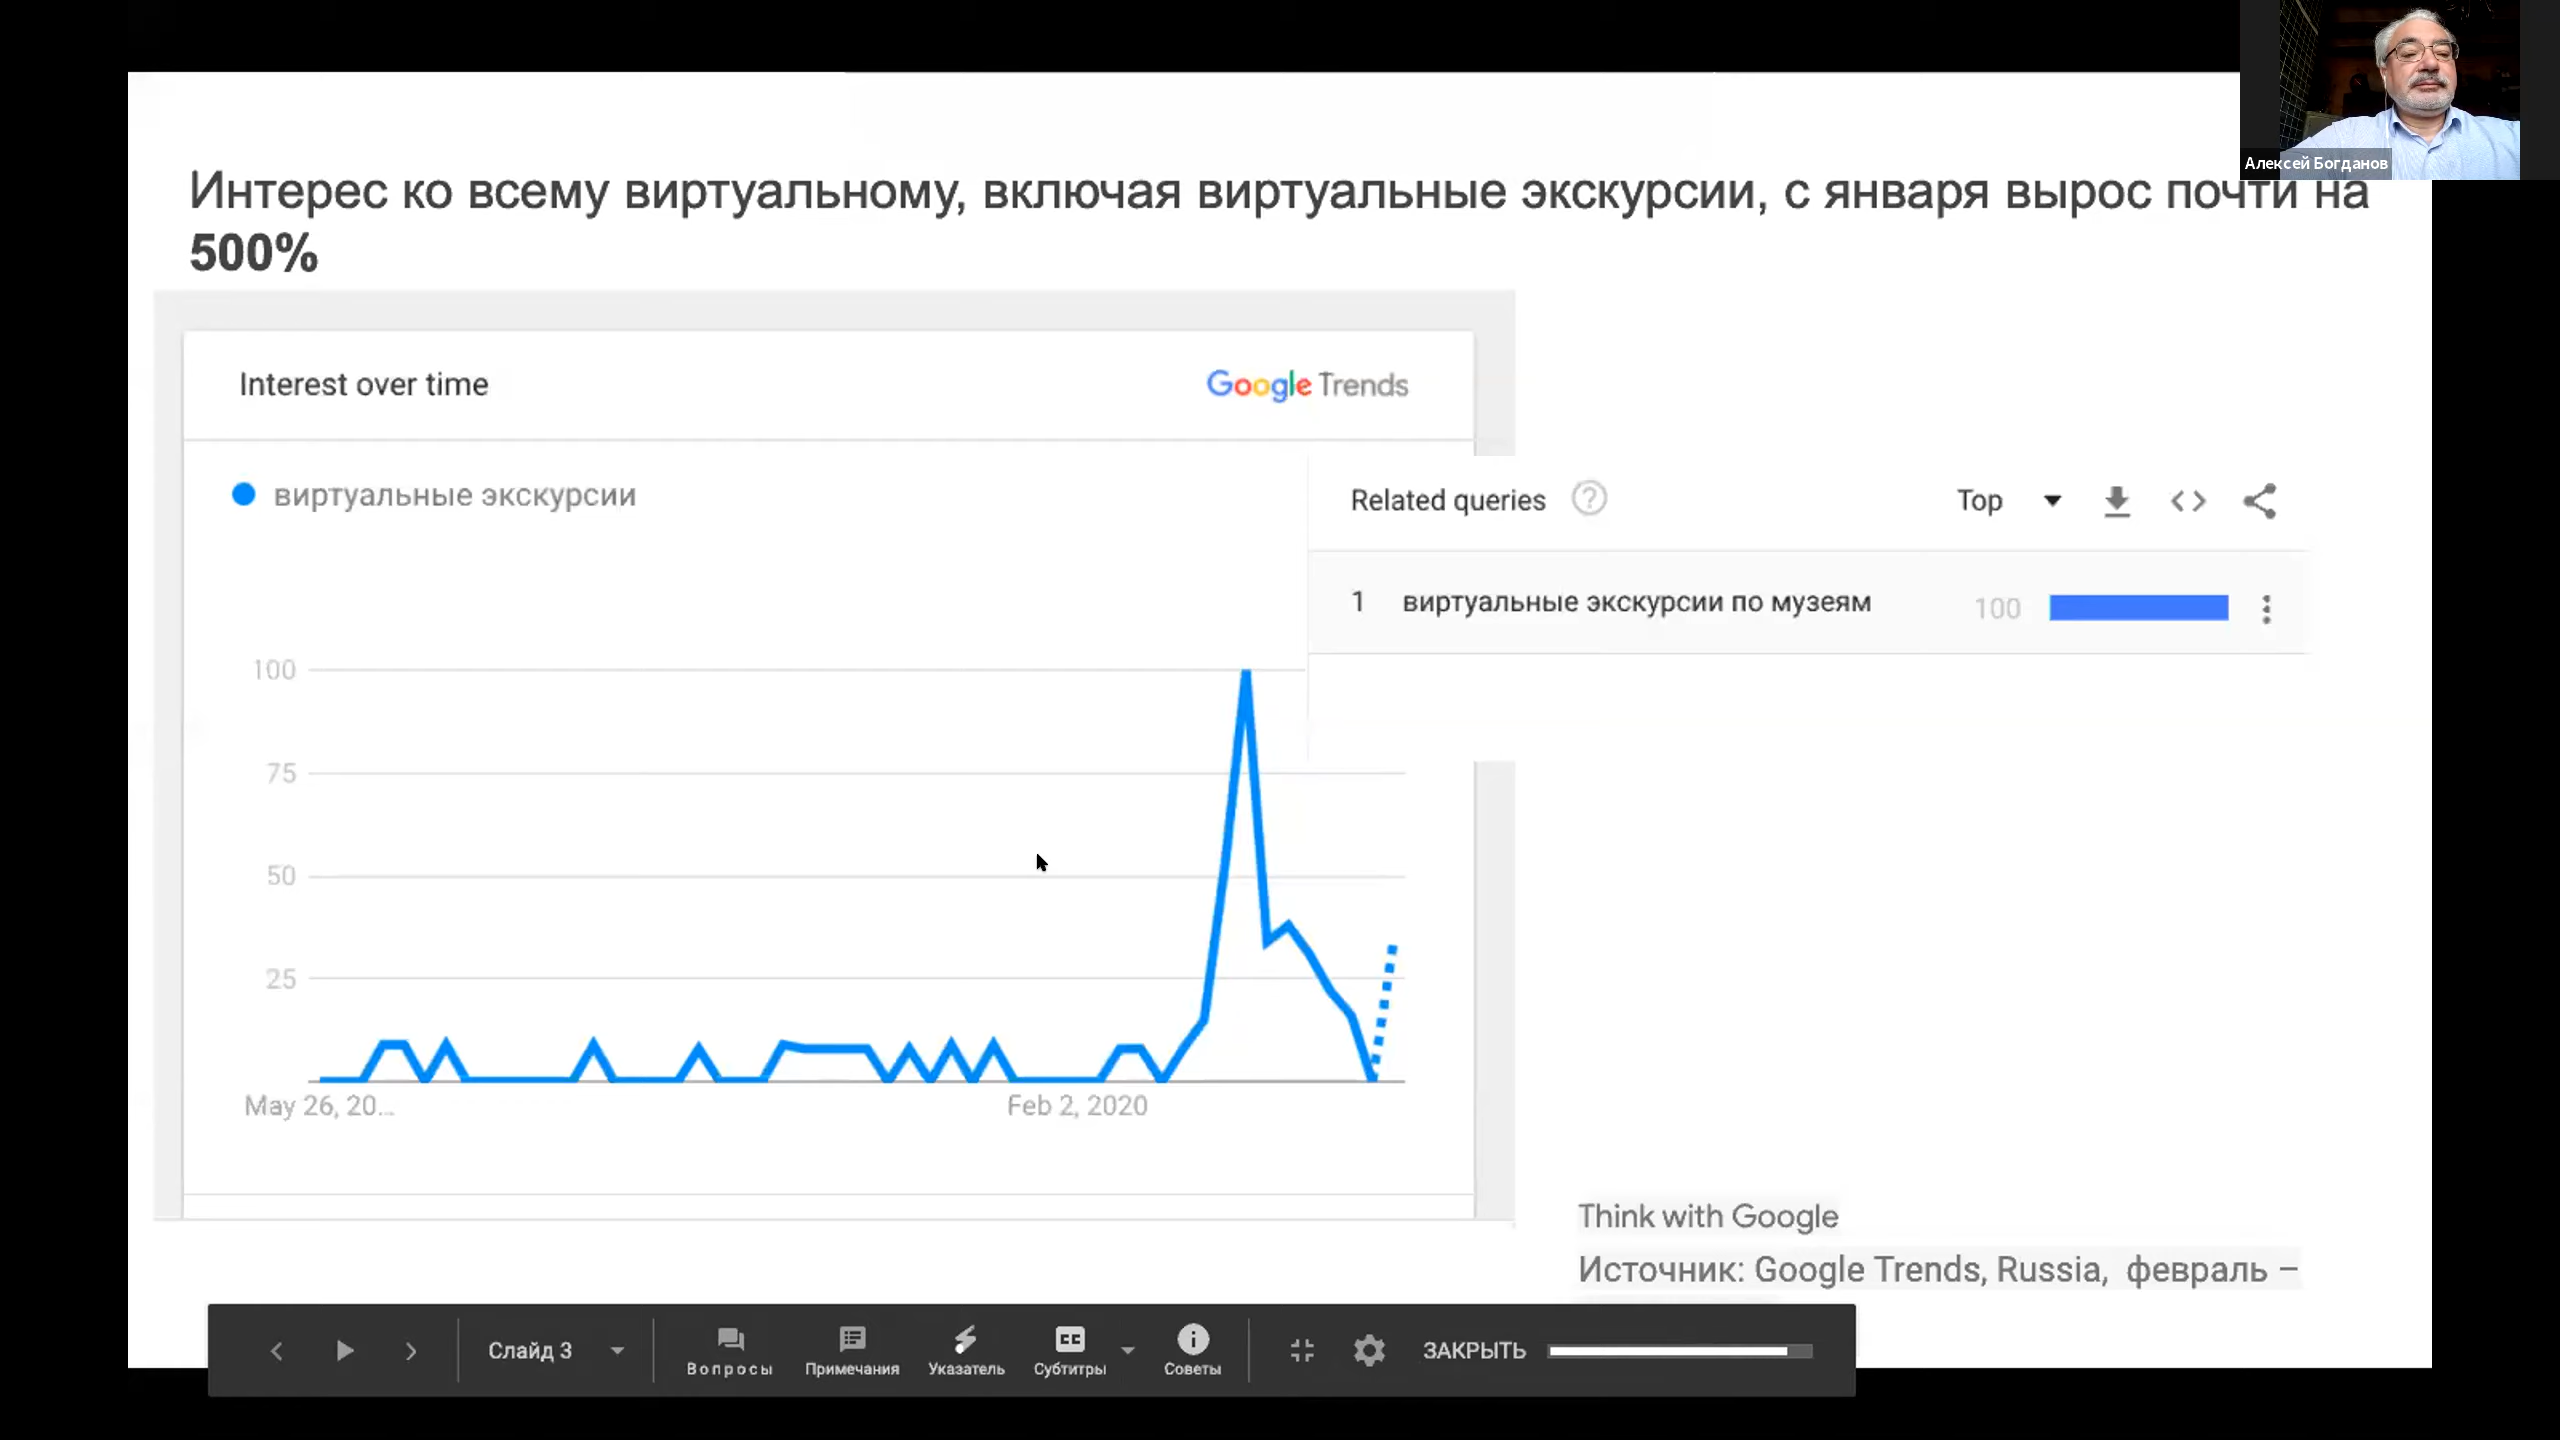 Алексей Богданов
Интерес ко всему виртуальному, включая виртуальные экскурсии, с января вырос почти на
500%
Interest over time
Google Trends
виртуальные экскурсии
Related queries
Top
1 виртуальные экскурсии по музеям 100
100
75
50
25
May 26, 20...
Feb 2, 2020
Think with Google
Источник: Google Trends, Russia, февраль –
Слайд 3
Вопросы
Примечания
Указатель
CC
Субтитры
Советы
ЗАКРЫТЬ